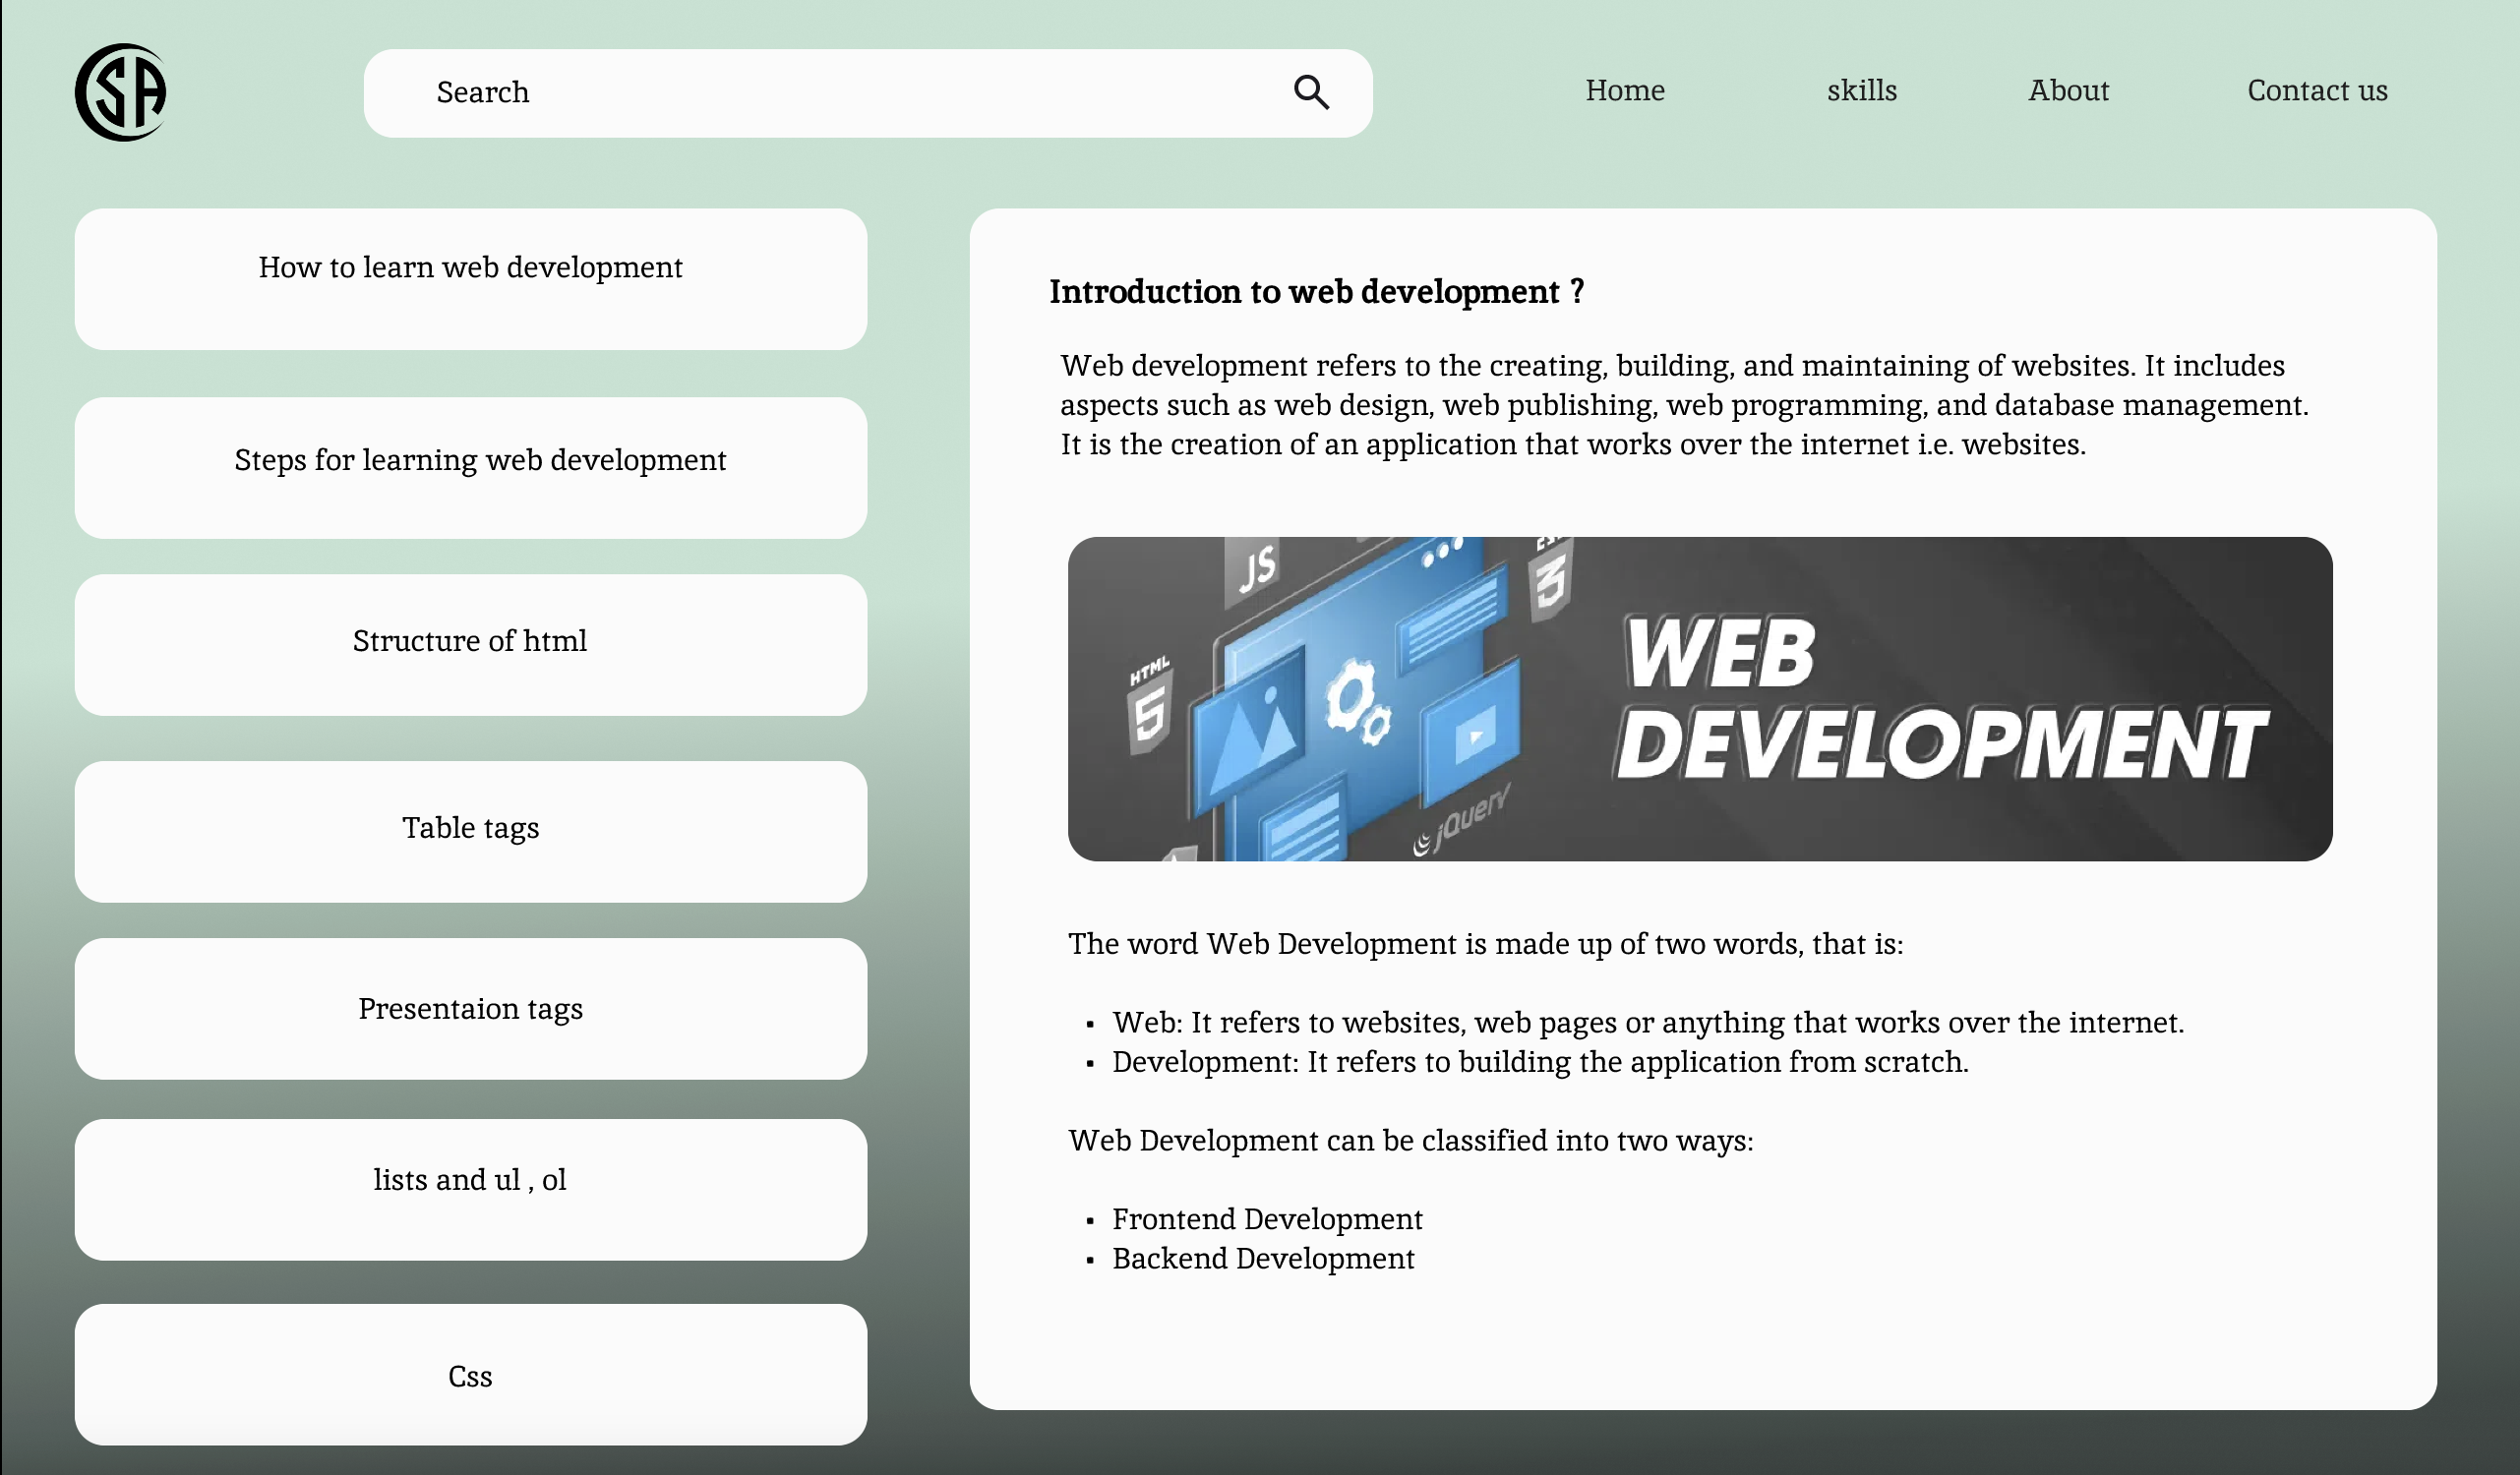 CSA
Search
Home
skills
About
Contact us
How to learn web development
Steps for learning web development
Structure of html
Table tags
Presentaion tags
lists and ul , ol
Css
Introduction to web development ?
Web development refers to the creating, building, and maintaining of websites. It includes
aspects such as web design, web publishing, web programming, and database management.
It is the creation of an application that works over the internet i.e. websites.
JS
3
HTML
5
jQuery
WEB
DEVELOPMENT
The word Web Development is made up of two words, that is:
▪ Web: It refers to websites, web pages or anything that works over the internet.
▪ Development: It refers to building the application from scratch.
Web Development can be classified into two ways:
▪ Frontend Development
▪ Backend Development